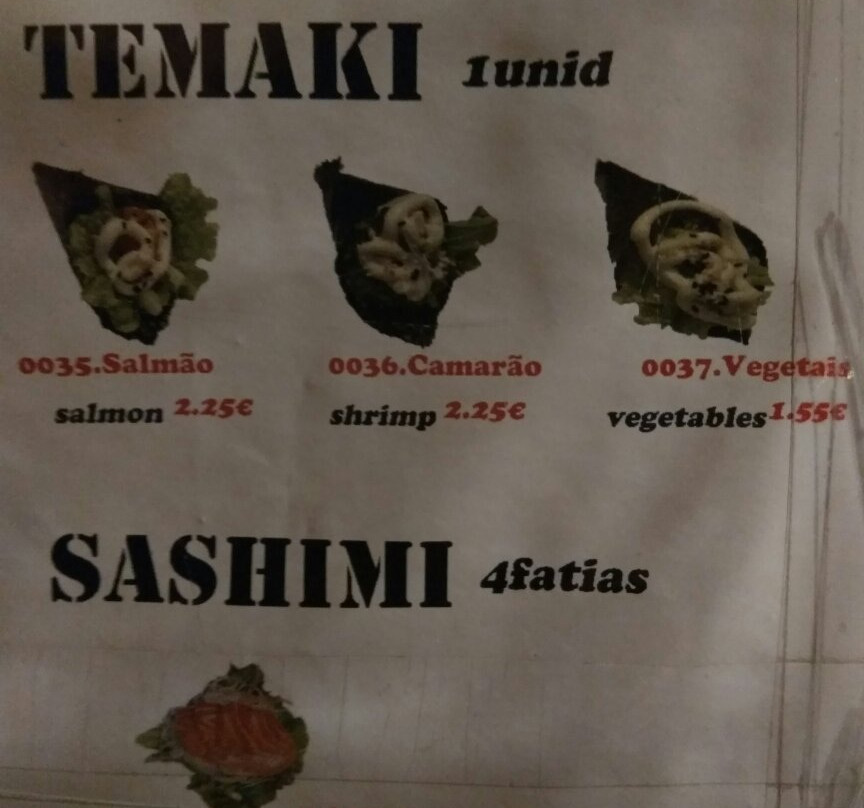 TEMAKI 1unid
0035.Salmão 0036.Camarão 0037.Vegetais
salmon 2.25€ shrimp 2.25€ vegetables 1.55€
SASHIMI 4fatias